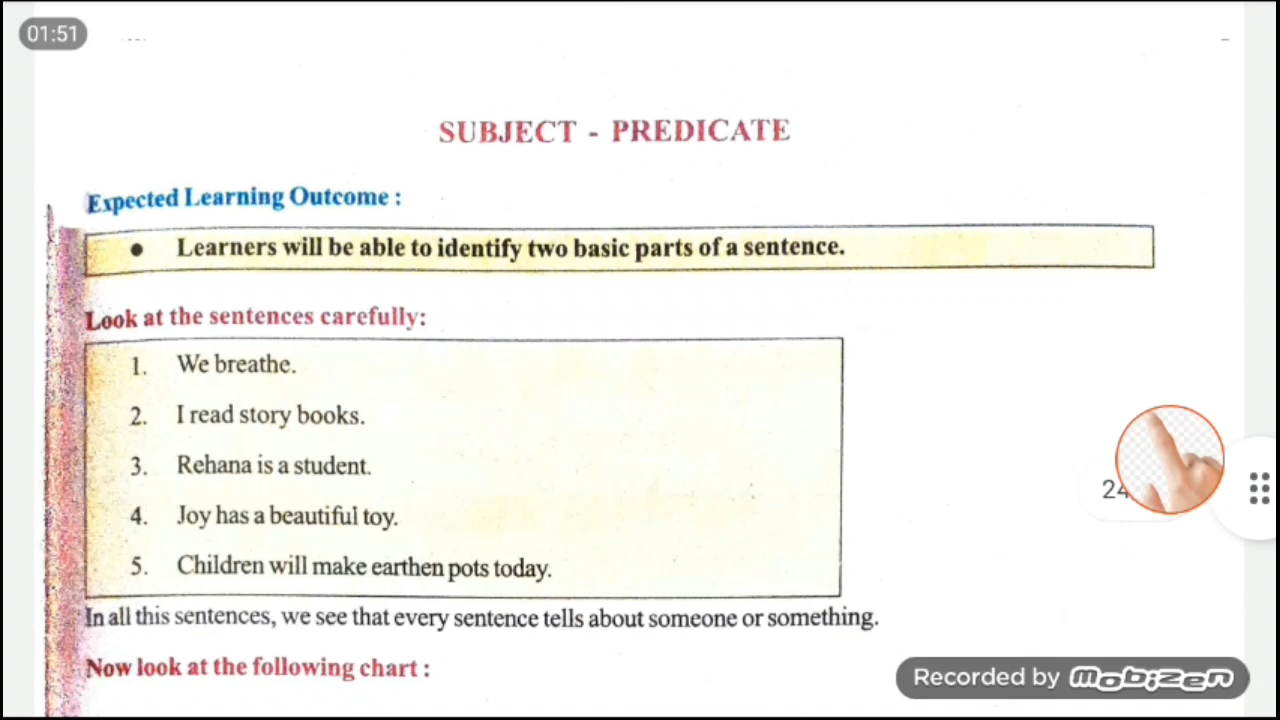 01:51
SUBJECT - PREDICATE
Expected Learning Outcome :
• Learners will be able to identify two basic parts of a sentence.
Look at the sentences carefully:
1. We breathe.
2. I read story books.
3. Rehana is a student.
4. Joy has a beautiful toy.
24
5. Children will make earthen pots today.
In all this sentences, we see that every sentence tells about someone or something.
Now look at the following chart :
Recorded by Mobizen